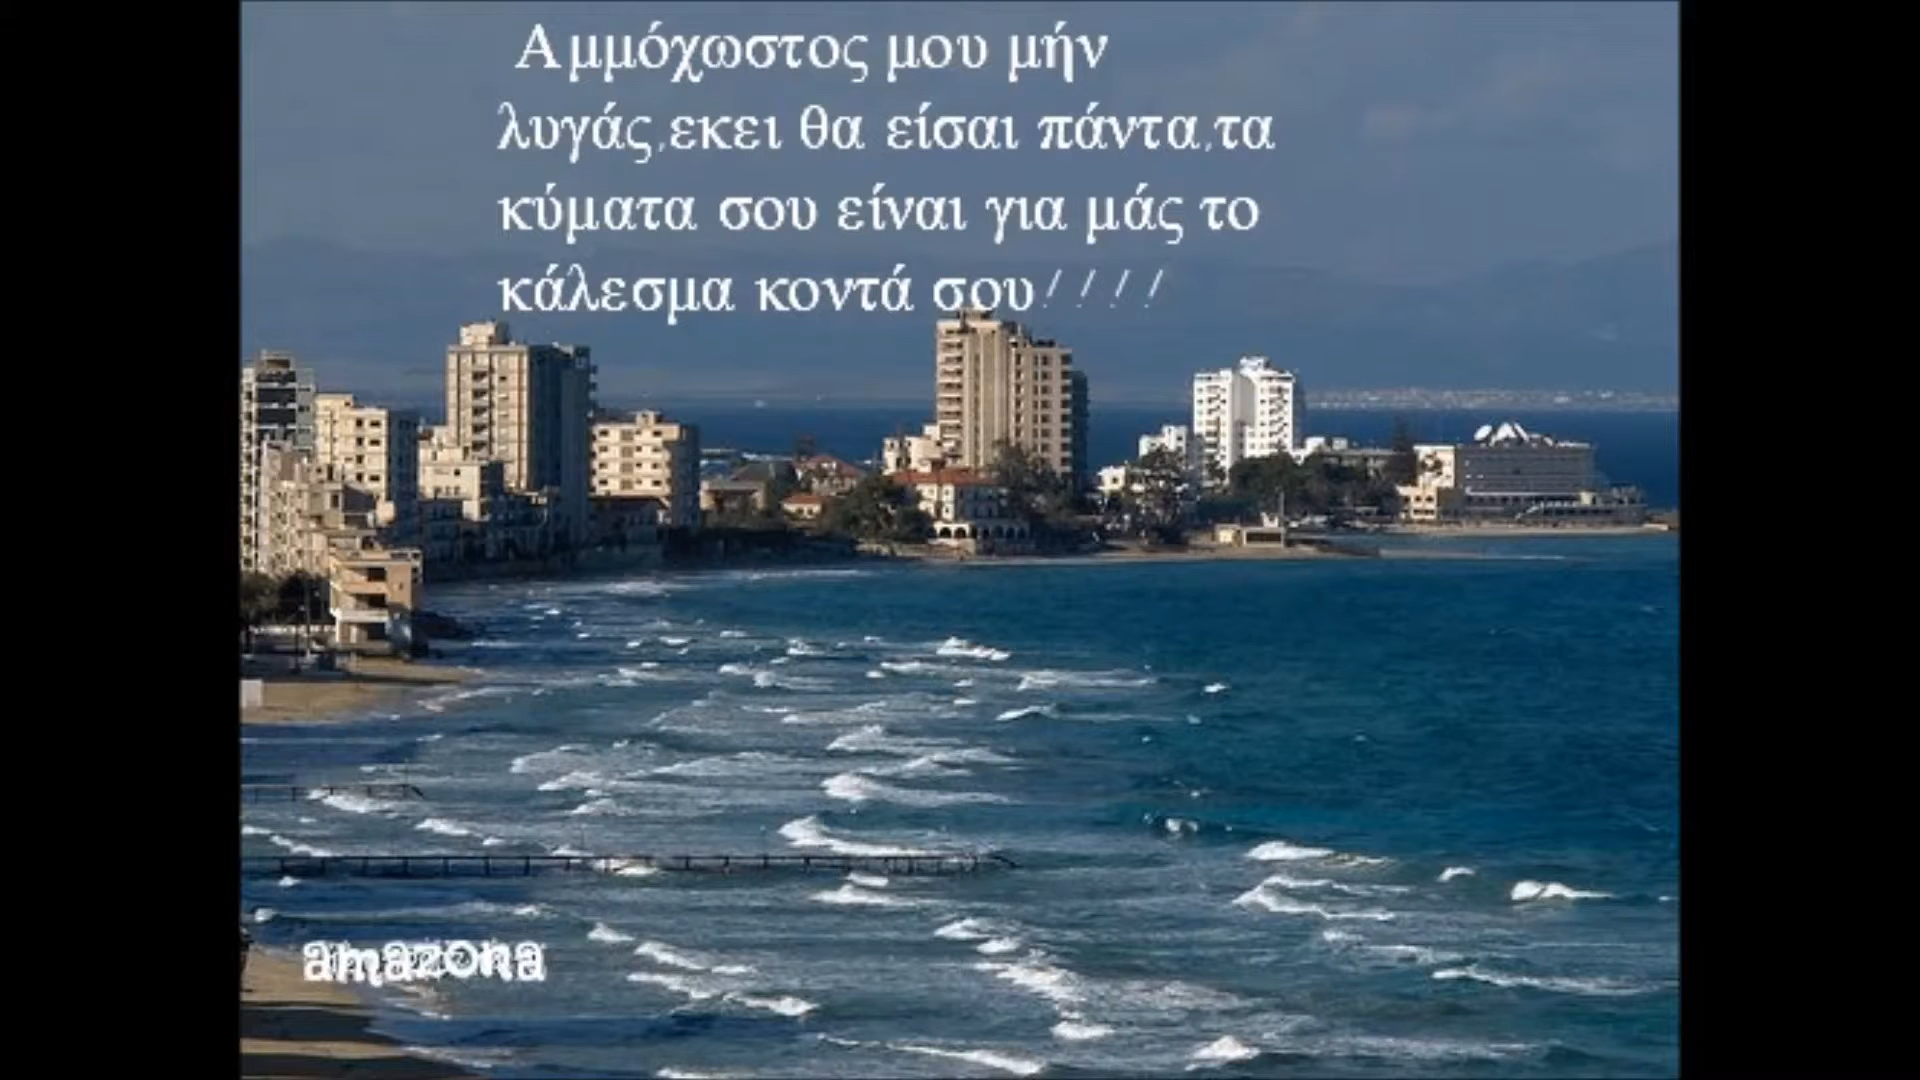 Αμμόχωστος μου μήν
λυγάς,εκει θα είσαι πάντα,τα
κύματα σου είναι για μάς το
κάλεσμα κοντά σου!!!!
amazona